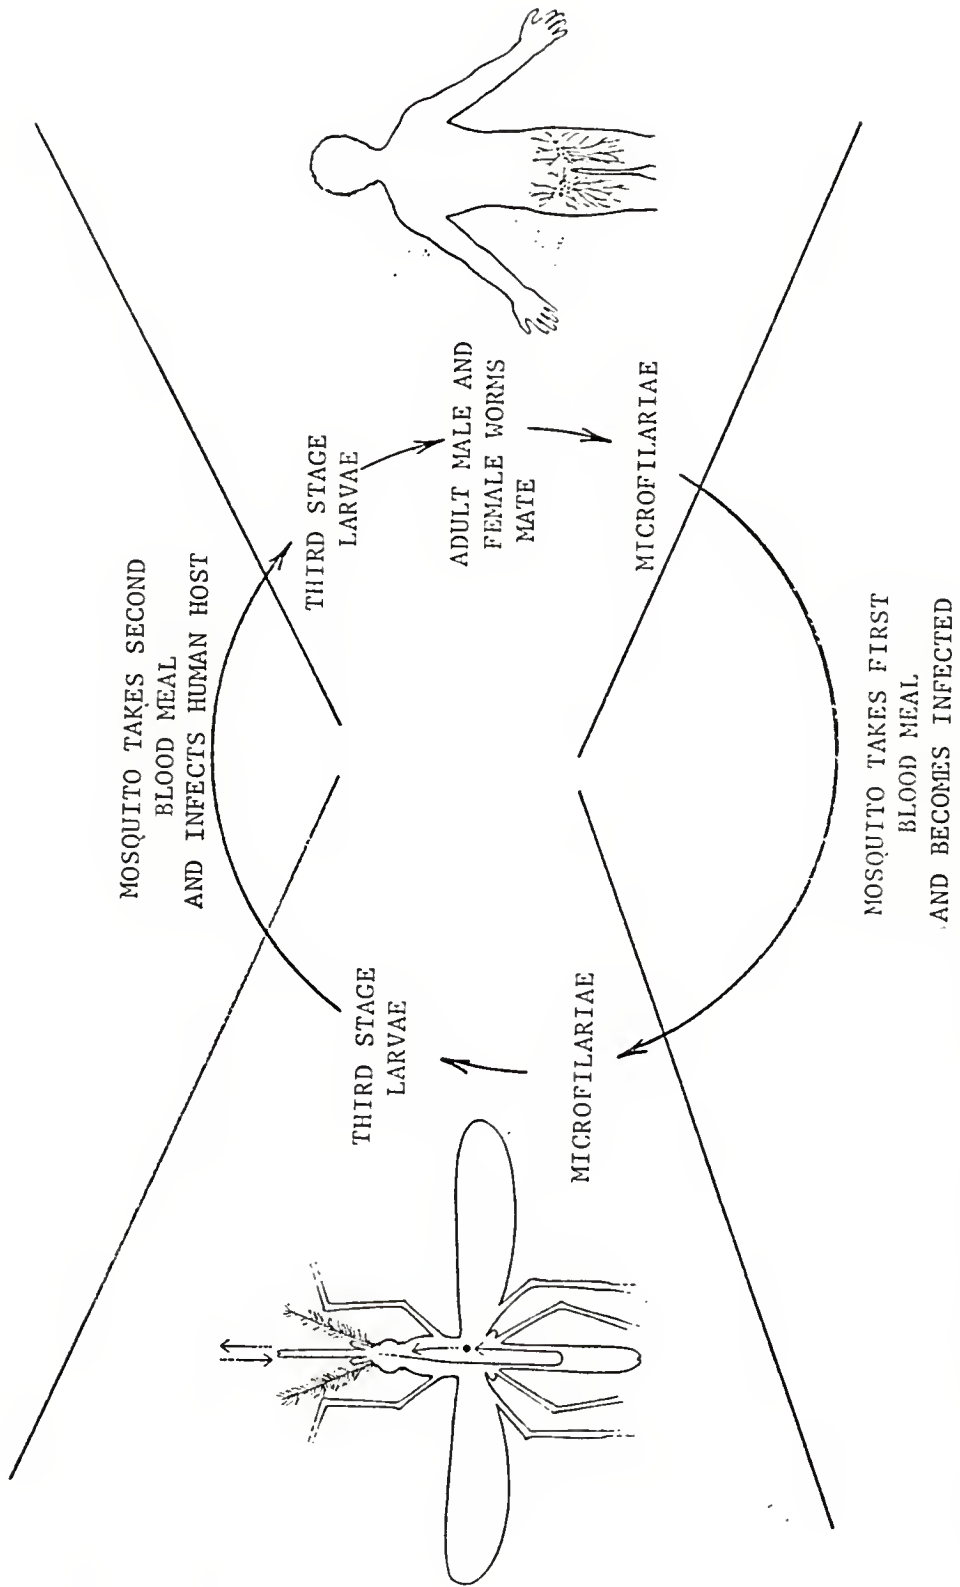 MOSQUITO TAKES SECOND
BLOOD MEAL
AND INFECTS HUMAN HOST
THIRD STAGE
LARVAE
THIRD STAGE
LARVAE
ADULT MALE AND
FEMALE WORMS
MATE
MICROFILARIAE
MICROFILARIAE
MOSQUITO TAKES FIRST
BLOOD MEAL
AND BECOMES INFECTED